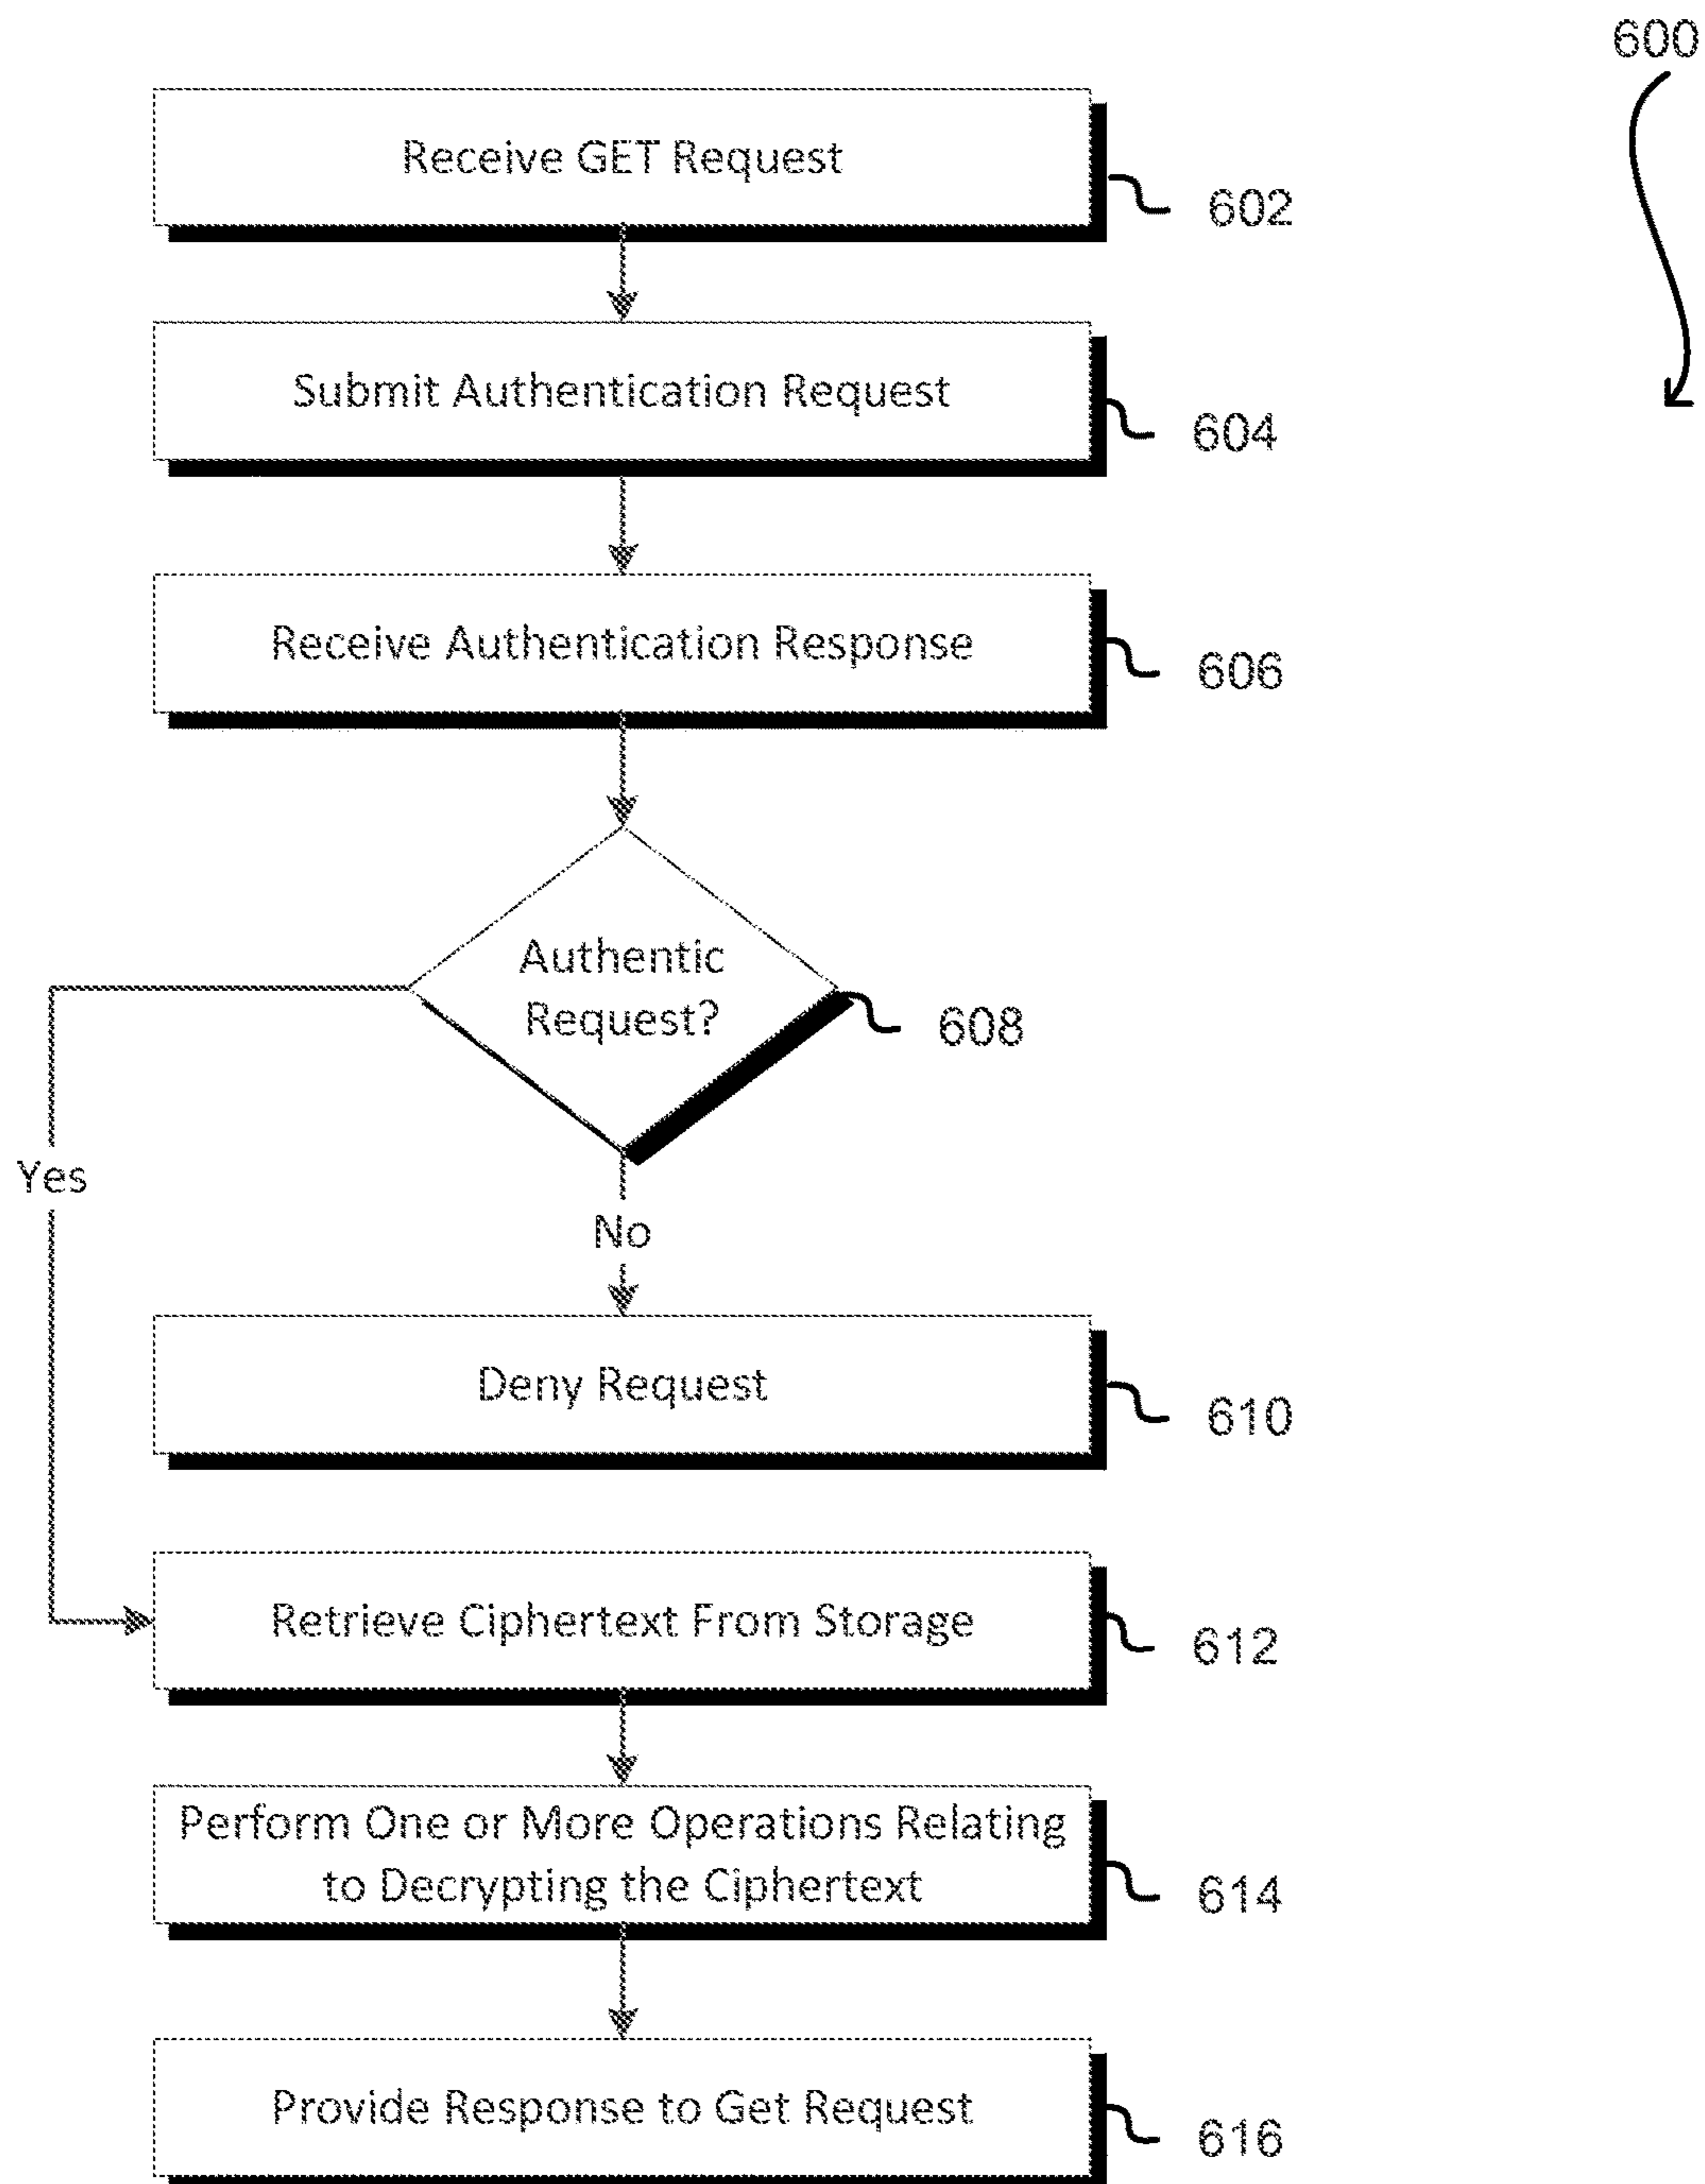 600
Receive GET Request
602
Submit Authentication Request
604
Receive Authentication Response
606
Authentic
Request?
608
Yes
No
Deny Request
610
Retrieve Ciphertext From Storage
612
Perform One or More Operations Relating
to Decrypting the Ciphertext
614
Provide Response to Get Request
616